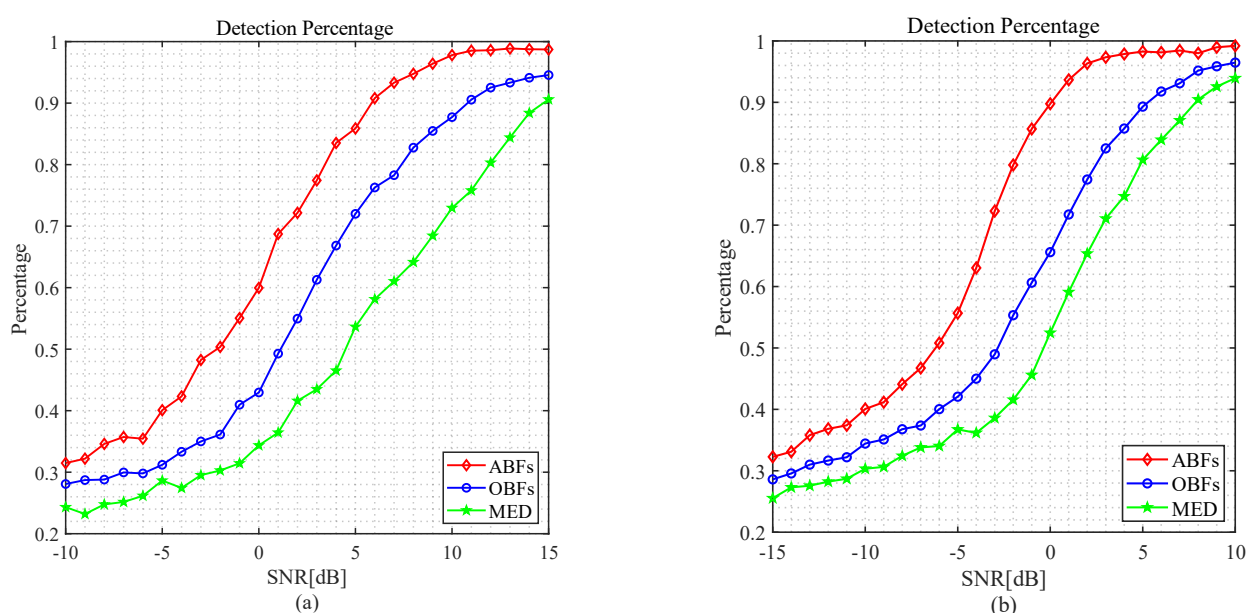 Detection Percentage
1
0.9
0.8
0.7
0.6
0.5
0.4
0.3
0.2
Percentage
-10
-5
0
5
10
15
SNR[dB]
ABFs
OBFs
MED
(a)
Detection Percentage
1
0.9
0.8
0.7
0.6
0.5
0.4
0.3
0.2
Percentage
-15
-10
-5
0
5
10
SNR[dB]
ABFs
OBFs
MED
(b)